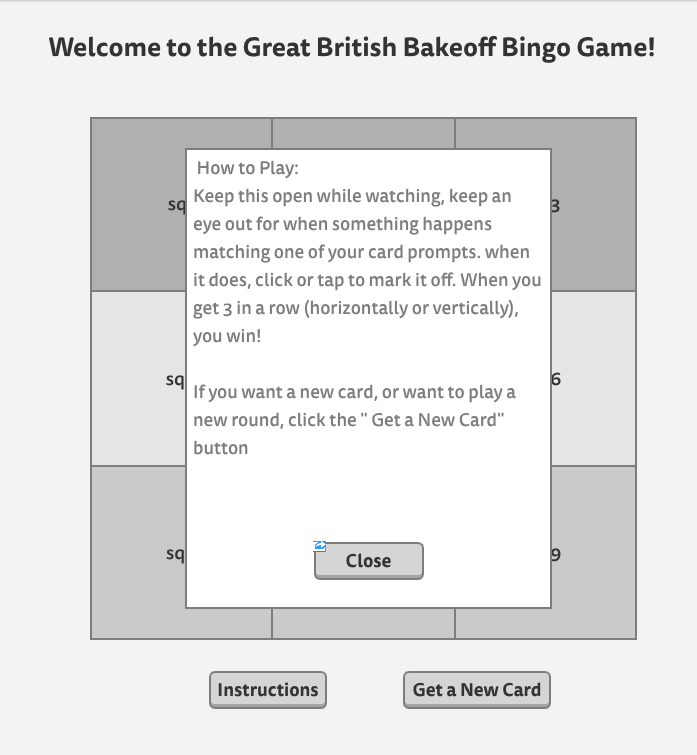 Welcome to the Great British Bakeoff Bingo Game!
sq
3
How to Play:
Keep this open while watching, keep an
eye out for when something happens
matching one of your card prompts. when
it does, click or tap to mark it off. When you
get 3 in a row (horizontally or vertically),
you win!
sq
6
If you want a new card, or want to play a
new round, click the " Get a New Card"
button
sq
9
Close
Instructions
Get a New Card